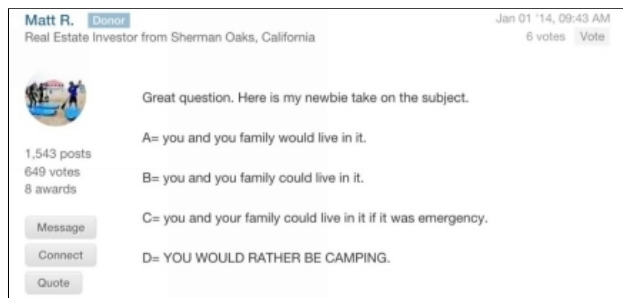 Matt R. Donor
Jan 01 '14, 09:43 AM
Real Estate Investor from Sherman Oaks, California
6 votes Vote
Great question. Here is my newbie take on the subject.
A= you and you family would live in it.
1,543 posts
649 votes
8 awards
B= you and you family could live in it.
C= you and your family could live in it if it was emergency.
D= YOU WOULD RATHER BE CAMPING.
Message
Connect
Quote